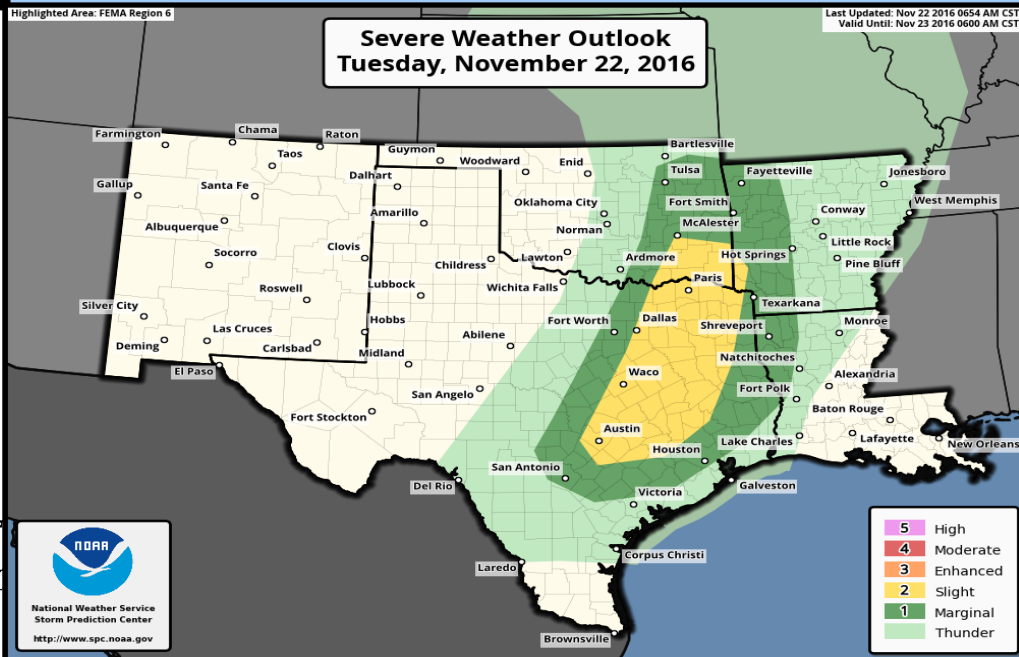 Highlighted Area: FEMA Region 6
Last Updated: Nov 22 2016 0654 AM CST
Valid Until: Nov 23 2016 0600 AM CST
Severe Weather Outlook
Tuesday, November 22, 2016
Farmington
Chama
Raton
Taos
Guymon
Woodward
Enid
Bartlesville
Tulsa
Fayetteville
Jonesboro
Gallup
Santa Fe
Dalhart
Oklahoma City
Fort Smith
West Memphis
Albuquerque
Amarillo
Norman
McAlester
Conway
Socorro
Clovis
Childress
Lawton
Ardmore
Hot Springs
Little Rock
Pine Bluff
Roswell
Lubbock
Wichita Falls
Paris
Texarkana
Silver City
Las Cruces
Hobbs
Abilene
Fort Worth
Dallas
Shreveport
Monroe
Deming
Carlsbad
Midland
Natchitoches
El Paso
San Angelo
Waco
Fort Polk
Alexandria
Fort Stockton
Austin
Baton Rouge
Houston
Lake Charles
Lafayette
New Orleans
San Antonio
Del Rio
Victoria
Galveston
Corpus Christi
Laredo
Brownsville
NOAA
National Weather Service
Storm Prediction Center
http://www.spc.noaa.gov
5 High
4 Moderate
3 Enhanced
2 Slight
1 Marginal
Thunder